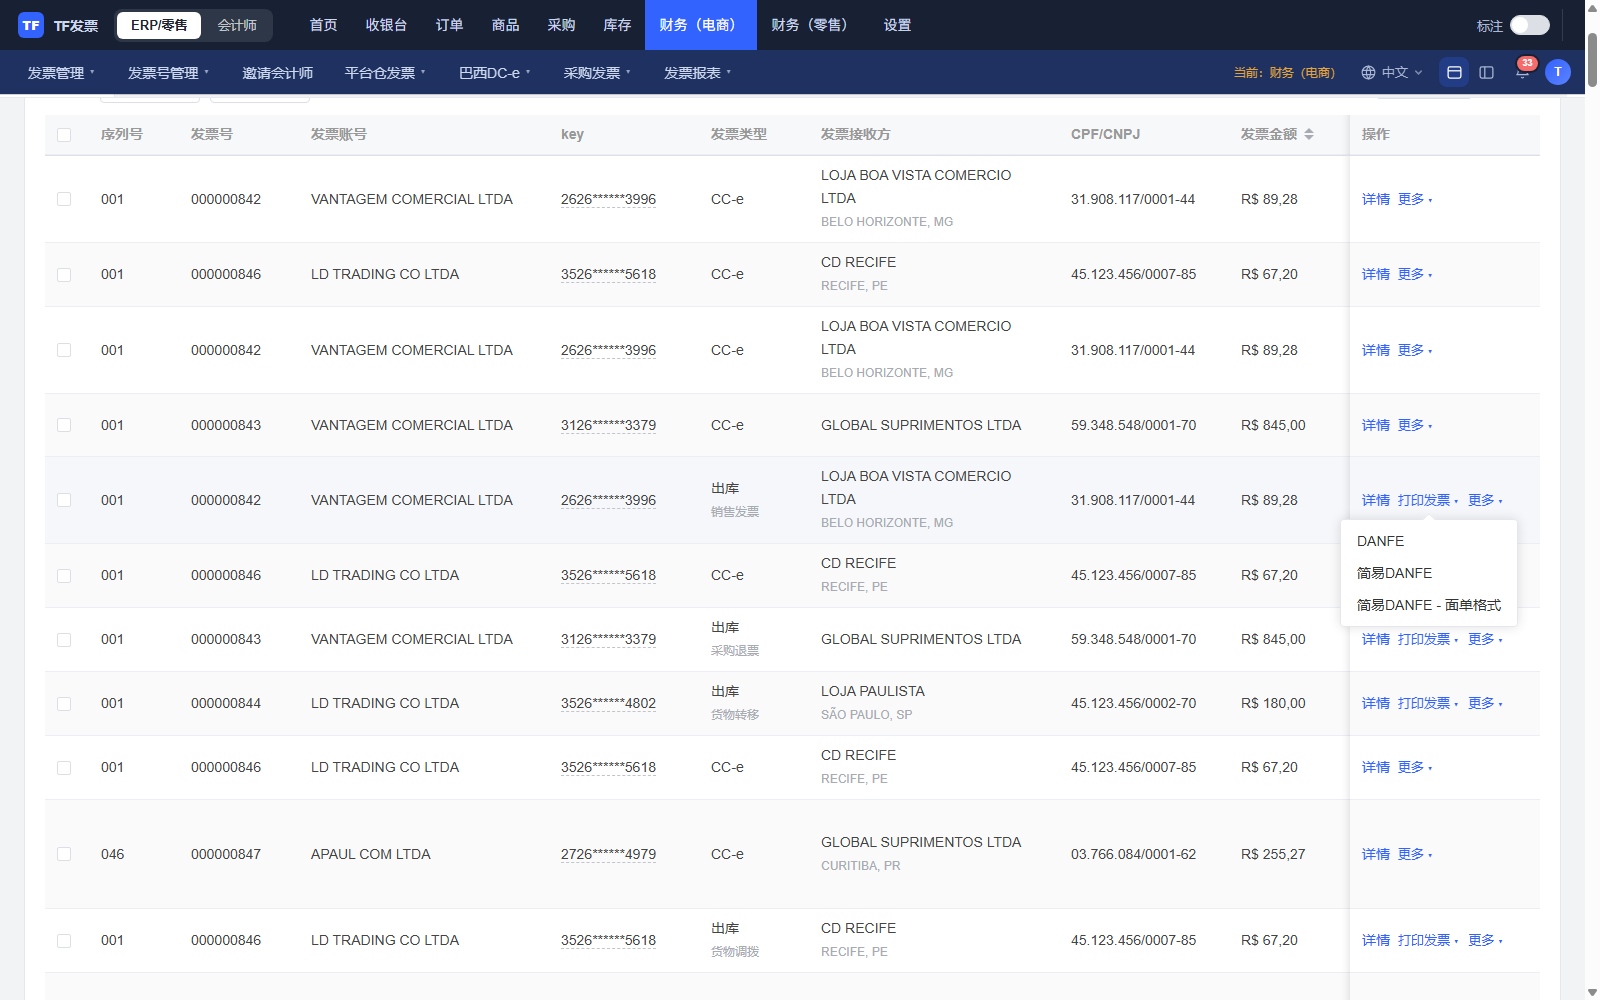 TF TF发票 ERP/零售 会计师 首页 收银台 订单 商品 采购 库存 财务（电商） 财务（零售） 设置 标注
发票管理 发票号管理 邀请会计师 平台仓发票 巴西DC-e 采购发票 发票报表 当前：财务（电商） 中文 33 T
序列号 发票号 发票账号 key 发票类型 发票接收方 CPF/CNPJ 发票金额 操作
LOJA BOA VISTA COMERCIO
001 000000842 VANTAGEM COMERCIAL LTDA 2626******3996 CC-e LTDA 31.908.117/0001-44 R$ 89,28 详情 更多
BELO HORIZONTE, MG
CD RECIFE
001 000000846 LD TRADING CO LTDA 3526******5618 CC-e 45.123.456/0007-85 R$ 67,20 详情 更多
RECIFE, PE
LOJA BOA VISTA COMERCIO
001 000000842 VANTAGEM COMERCIAL LTDA 2626******3996 CC-e LTDA 31.908.117/0001-44 R$ 89,28 详情 更多
BELO HORIZONTE, MG
001 000000843 VANTAGEM COMERCIAL LTDA 3126******3379 CC-e GLOBAL SUPRIMENTOS LTDA 59.348.548/0001-70 R$ 845,00 详情 更多
出库 LOJA BOA VISTA COMERCIO
001 000000842 VANTAGEM COMERCIAL LTDA 2626******3996 LTDA 31.908.117/0001-44 R$ 89,28 详情 打印发票 更多
销售发票 BELO HORIZONTE, MG
DANFE
简易DANFE
简易DANFE - 面单格式
CD RECIFE
001 000000846 LD TRADING CO LTDA 3526******5618 CC-e 45.123.456/0007-85 R$ 67,20
RECIFE, PE
出库
001 000000843 VANTAGEM COMERCIAL LTDA 3126******3379 GLOBAL SUPRIMENTOS LTDA 59.348.548/0001-70 R$ 845,00 详情 打印发票 更多
采购退票
出库 LOJA PAULISTA
001 000000844 LD TRADING CO LTDA 3526******4802 45.123.456/0002-70 R$ 180,00 详情 打印发票 更多
货物转移 SÃO PAULO, SP
CD RECIFE
001 000000846 LD TRADING CO LTDA 3526******5618 CC-e 45.123.456/0007-85 R$ 67,20 详情 更多
RECIFE, PE
GLOBAL SUPRIMENTOS LTDA
046 000000847 APAUL COM LTDA 2726******4979 CC-e 03.766.084/0001-62 R$ 255,27 详情 更多
CURITIBA, PR
出库 CD RECIFE
001 000000846 LD TRADING CO LTDA 3526******5618 45.123.456/0007-85 R$ 67,20 详情 打印发票 更多
货物调拨 RECIFE, PE